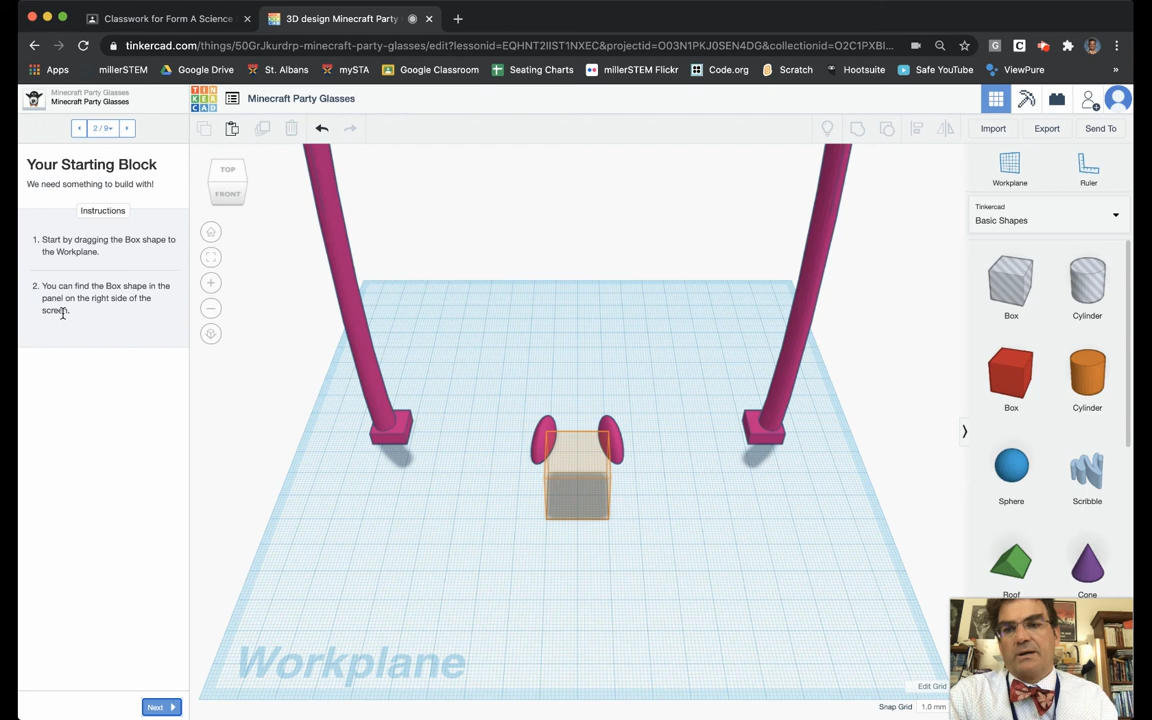 Classwork for Form A Science
3D design Minecraft Party
tinkercad.com/things/50GrJkurdrp-minecraft-party-glasses/edit?lessonid=EQHNT2IIST1NXEC&projectid=O03N1PKJ0SEN4DG&collectionid=O2C1PXBI...
Apps
millerSTEM
Google Drive
St. Albans
mySTA
Google Classroom
Seating Charts
millerSTEM Flickr
Code.org
Scratch
Hootsuite
Safe YouTube
ViewPure
»
Minecraft Party Glasses
Minecraft Party Glasses
TIN
KER
CAD
Minecraft Party Glasses
2 / 9
Import
Export
Send To
Your Starting Block
We need something to build with!
Instructions
1. Start by dragging the Box shape to
the Workplane.
2. You can find the Box shape in the
panel on the right side of the
screen.
Next
TOP
FRONT
Workplane
Edit Grid
Snap Grid 1.0 mm
Workplane
Ruler
Tinkercad
Basic Shapes
Box
Cylinder
Box
Cylinder
Sphere
Scribble
Roof
Cone